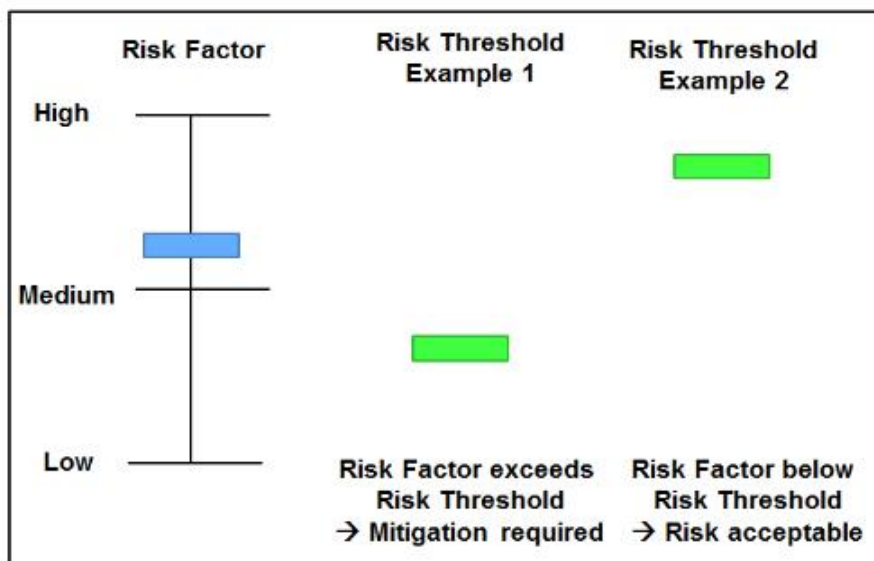 Risk Factor
Risk Threshold
Example 1
Risk Threshold
Example 2
High
Medium
Low
Risk Factor exceeds
Risk Threshold
→ Mitigation required
Risk Factor below
Risk Threshold
→ Risk acceptable